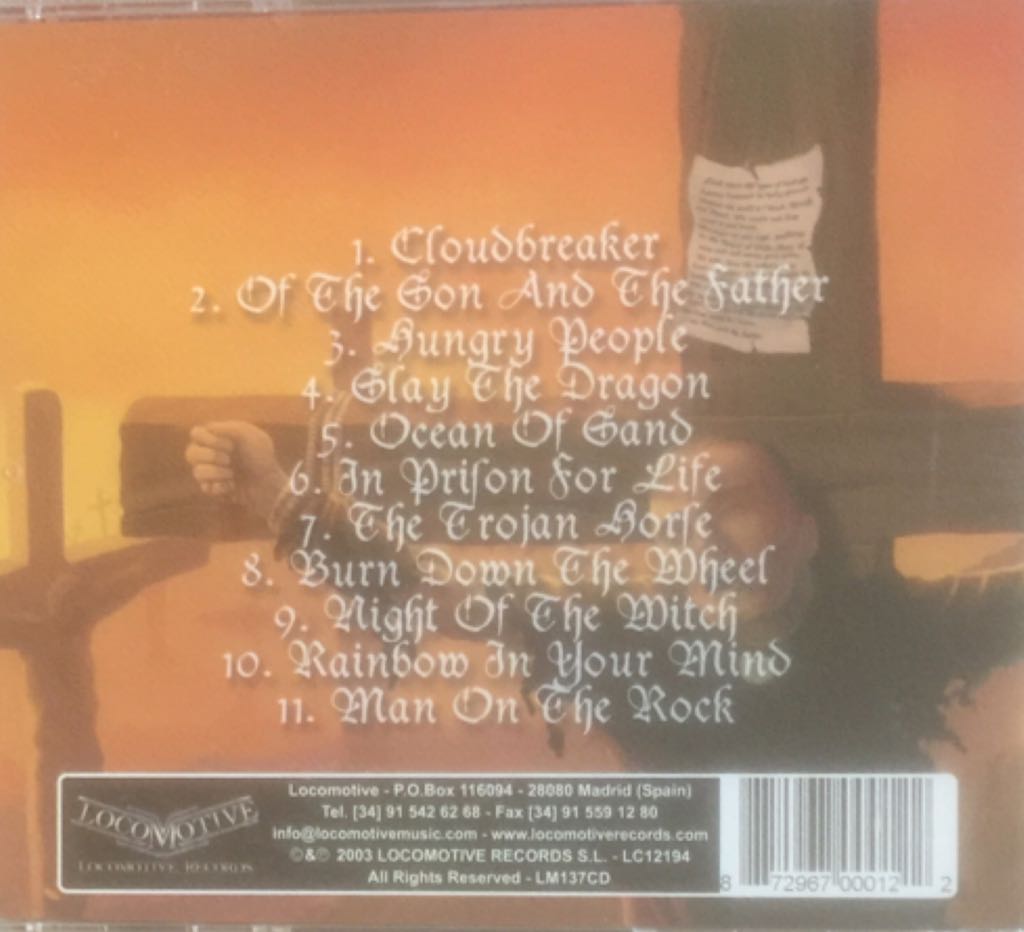 1. Cloudbreaker
2. Of The Son And The Father
3. Hungry People
4. Slay The Dragon
5. Ocean Of Sand
6. In Priſon For Life
7. The Trojan Horſe
8. Burn Down The Wheel
9. Night Of The Witch
10. Rainbow In Your Mind
11. Man On The Rock
LOCOMOTIVE
LOCOMOTIVE RECORDS
Locomotive - P.O.Box 116094 - 28080 Madrid (Spain)
Tel. [34] 91 542 62 68 - Fax [34] 91 559 12 80
info@locomotivemusic.com - www.locomotiverecords.com
©&℗ 2003 LOCOMOTIVE RECORDS S.L. - LC12194
All Rights Reserved - LM137CD
8 72967 00012 2